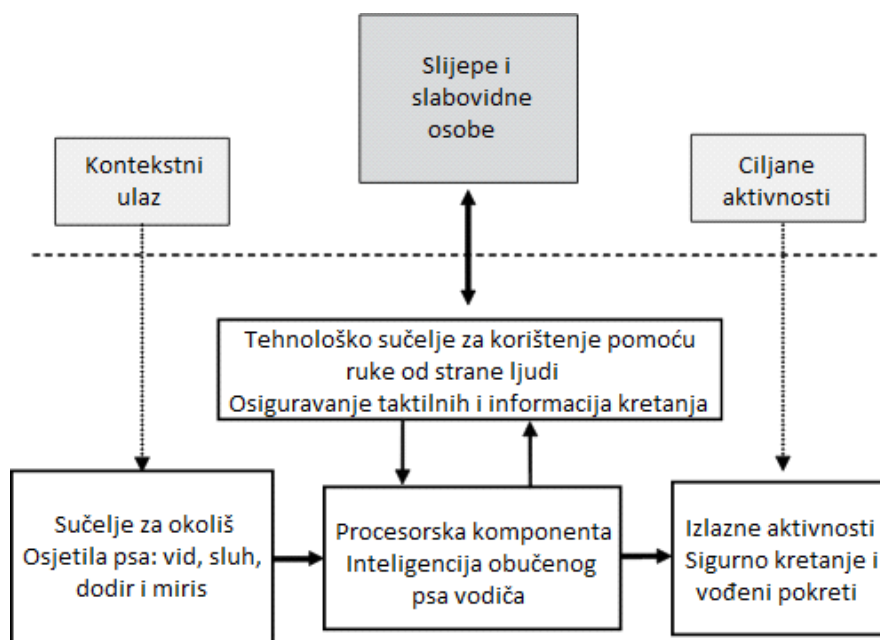 Slijepe i
slabovidne
osobe
Kontekstni
ulaz
Ciljane
aktivnosti
Tehnološko sučelje za korištenje pomoću
ruke od strane ljudi
Osiguravanje taktilnih i informacija kretanja
Sučelje za okoliš
Osjetila psa: vid, sluh,
dodir i miris
Procesorska komponenta
Inteligencija obučenog
psa vodiča
Izlazne aktivnosti
Sigurno kretanje i
vođeni pokreti